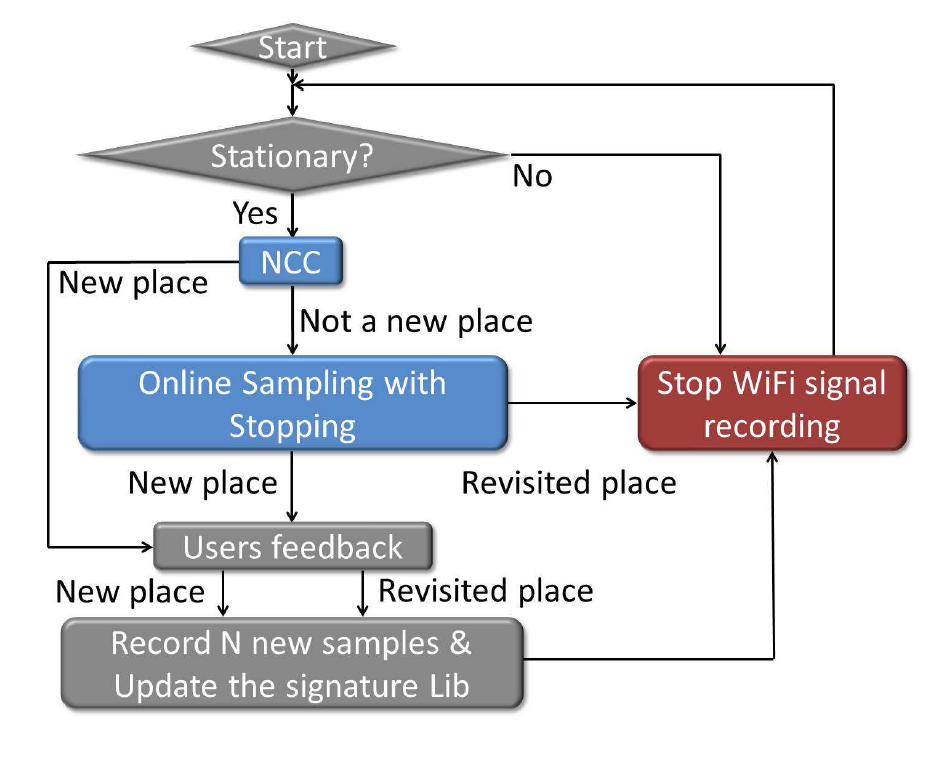 Start
Stationary?
No
Yes
NCC
New place
Not a new place
Online Sampling with
Stopping
Stop WiFi signal
recording
New place
Revisited place
Users feedback
New place
Revisited place
Record N new samples &
Update the signature Lib